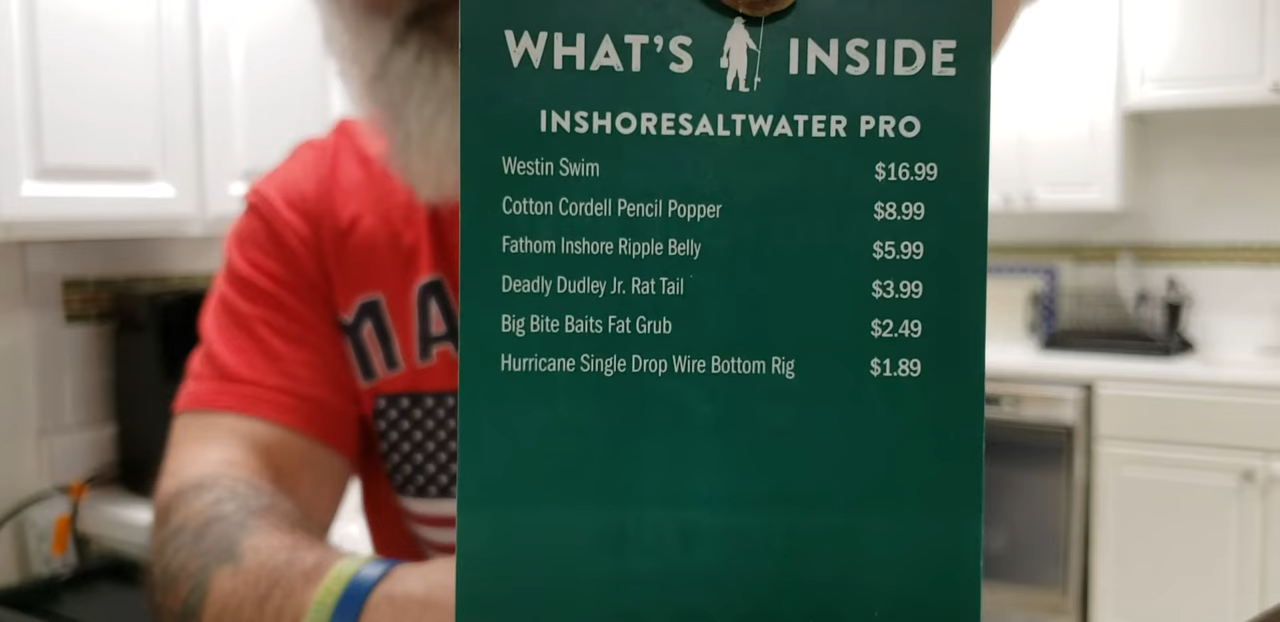 WHAT'S INSIDE
INSHORESALTWATER PRO
Westin Swim $16.99
Cotton Cordell Pencil Popper $8.99
Fathom Inshore Ripple Belly $5.99
Deadly Dudley Jr. Rat Tail $3.99
Big Bite Baits Fat Grub $2.49
Hurricane Single Drop Wire Bottom Rig $1.89
MA